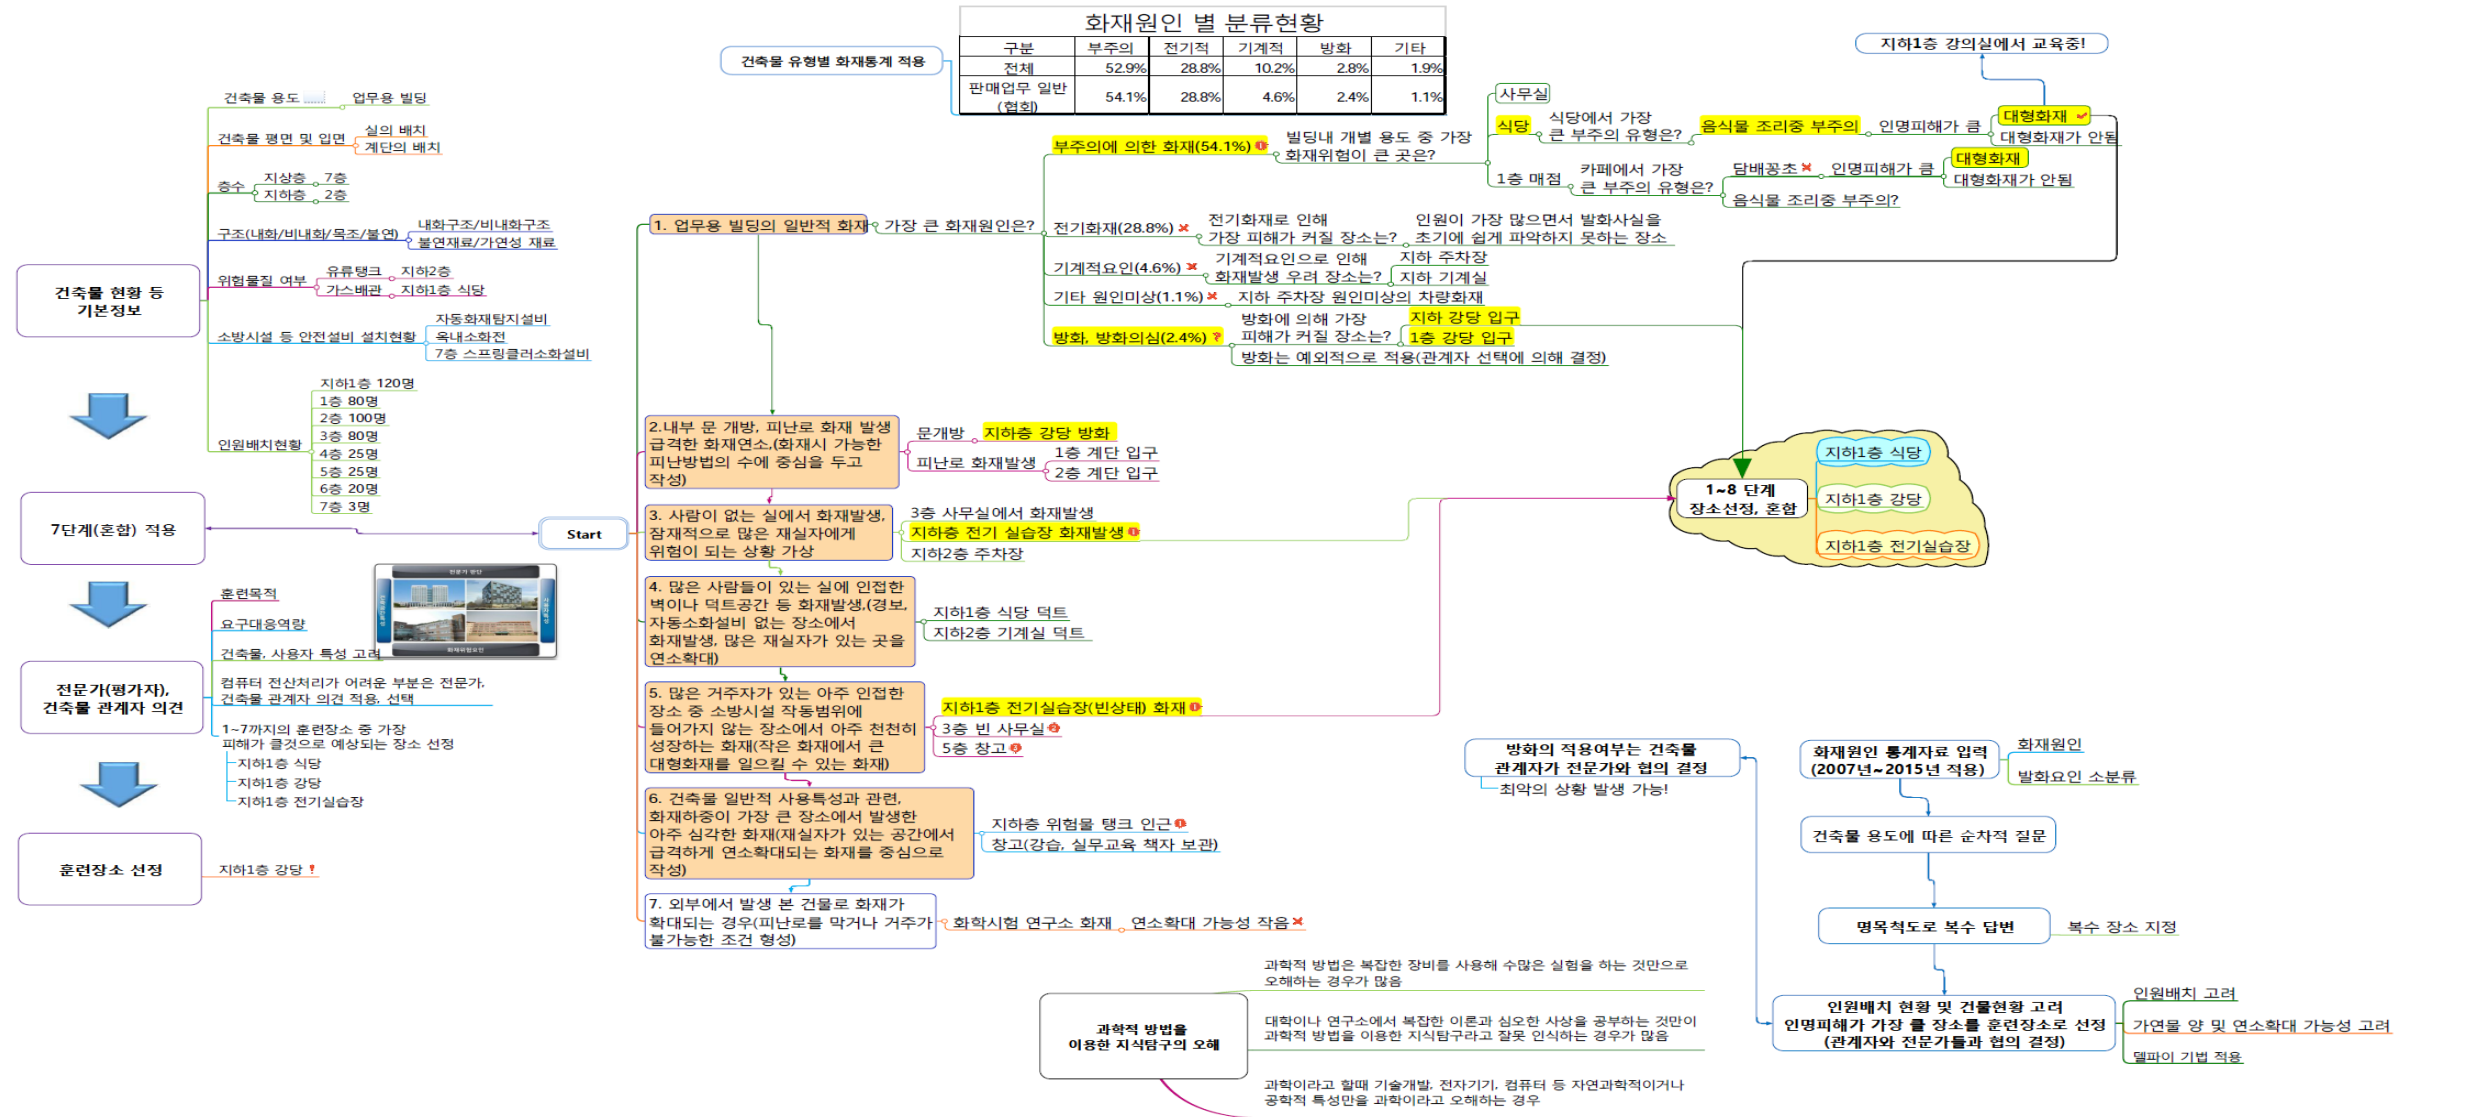 화재원인 별 분류현황
구분 부주의 전기적 기계적 방화 기타
전체 52.9% 28.8% 10.2% 2.8% 1.9%
판매업무 일반
(협회) 54.1% 28.8% 4.6% 2.4% 1.1%
건축물 유형별 화재통계 적용
지하1층 강의실에서 교육중!
건축물 현황 등
기본정보
건축물 용도
업무용 빌딩
건축물 평면 및 입면
실의 배치
계단의 배치
층수
지상층
7층
지하층
2층
구조(내화/비내화/목조/불연)
내화구조/비내화구조
불연재료/가연성 재료
위험물질 여부
유류탱크
지하2층
가스배관
지하1층 식당
소방시설 등 안전설비 설치현황
자동화재탐지설비
옥내소화전
7층 스프링클러소화설비
인원배치현황
지하1층 120명
1층 80명
2층 100명
3층 80명
4층 25명
5층 25명
6층 20명
7층 3명
7단계(혼합) 적용
Start
전문가(평가자),
건축물 관계자 의견
훈련목적
요구대응역량
건축물, 사용자 특성 고려
컴퓨터 전산처리가 어려운 부분은 전문가,
건축물 관계자 의견 적용, 선택
1~7까지의 훈련장소 중 가장
피해가 클것으로 예상되는 장소 선정
지하1층 식당
지하1층 강당
지하1층 전기실습장
전문가 평단
화재위험요인
훈련장소 선정
지하1층 강당
1. 업무용 빌딩의 일반적 화재
가장 큰 화재원인은?
부주의에 의한 화재(54.1%)
빌딩내 개별 용도 중 가장
화재위험이 큰 곳은?
사무실
식당
식당에서 가장
큰 부주의 유형은?
음식물 조리중 부주의
인명피해가 큼
대형화재
대형화재가 안됨
1층 매점
카페에서 가장
큰 부주의 유형은?
담배꽁초
인명피해가 큼
대형화재
대형화재가 안됨
음식물 조리중 부주의?
전기화재(28.8%)
전기화재로 인해
가장 피해가 커질 장소는?
인원이 가장 많으면서 발화사실을
초기에 쉽게 파악하지 못하는 장소
기계적요인(4.6%)
기계적요인으로 인해
화재발생 우려 장소는?
지하 주차장
지하 기계실
기타 원인미상(1.1%)
지하 주차장 원인미상의 차량화재
방화, 방화의심(2.4%)
방화에 의해 가장
피해가 커질 장소는?
지하 강당 입구
1층 강당 입구
방화는 예외적으로 적용(관계자 선택에 의해 결정)
2.내부 문 개방, 피난로 화재 발생
급격한 화재연소,(화재시 가능한
피난방법의 수에 중심을 두고
작성)
문개방
지하층 강당 방화
피난로 화재발생
1층 계단 입구
2층 계단 입구
3. 사람이 없는 실에서 화재발생,
잠재적으로 많은 재실자에게
위험이 되는 상황 가상
3층 사무실에서 화재발생
지하층 전기 실습장 화재발생
지하2층 주차장
4. 많은 사람들이 있는 실에 인접한
벽이나 덕트공간 등 화재발생,(경보,
자동소화설비 없는 장소에서
화재발생, 많은 재실자가 있는 곳을
연소확대)
지하1층 식당 덕트
지하2층 기계실 덕트
5. 많은 거주자가 있는 아주 인접한
장소 중 소방시설 작동범위에
들어가지 않는 장소에서 아주 천천히
성장하는 화재(작은 화재에서 큰
대형화재를 일으킬 수 있는 화재)
지하1층 전기실습장(빈상태) 화재
3층 빈 사무실
5층 창고
6. 건축물 일반적 사용특성과 관련,
화재하중이 가장 큰 장소에서 발생한
아주 심각한 화재(재실자가 있는 공간에서
급격하게 연소확대되는 화재를 중심으로
작성)
지하층 위험물 탱크 인근
창고(강습, 실무교육 책자 보관)
7. 외부에서 발생 본 건물로 화재가
확대되는 경우(피난로를 막거나 거주가
불가능한 조건 형성)
화학시험 연구소 화재
연소확대 가능성 작음
1~8 단계
장소선정, 혼합
지하1층 식당
지하1층 강당
지하1층 전기실습장
방화의 적용여부는 건축물
관계자가 전문가와 협의 결정
최악의 상황 발생 가능!
화재원인 통계자료 입력
(2007년~2015년 적용)
화재원인
발화요인 소분류
건축물 용도에 따른 순차적 질문
명목척도로 복수 답변
복수 장소 지정
인원배치 현황 및 건물현황 고려
인명피해가 가장 클 장소를 훈련장소로 선정
(관계자와 전문가들과 협의 결정)
인원배치 고려
가연물 양 및 연소확대 가능성 고려
델파이 기법 적용
과학적 방법을
이용한 지식탐구의 오해
과학적 방법은 복잡한 장비를 사용해 수많은 실험을 하는 것만으로
오해하는 경우가 많음
대학이나 연구소에서 복잡한 이론과 심오한 사상을 공부하는 것만이
과학적 방법을 이용한 지식탐구라고 잘못 인식하는 경우가 많음
과학이라고 할때 기술개발, 전자기기, 컴퓨터 등 자연과학적이거나
공학적 특성만을 과학이라고 오해하는 경우